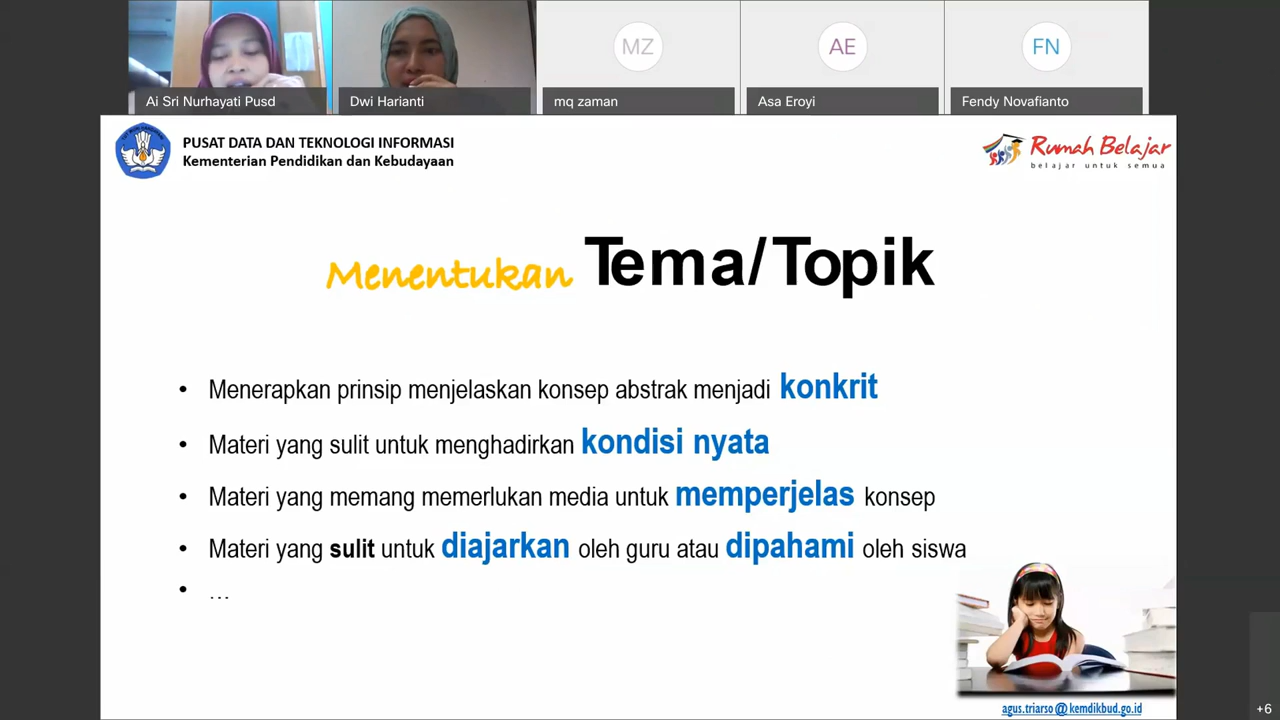 MZ
AE
FN
Ai Sri Nurhayati Pusd
Dwi Harianti
mq zaman
Asa Eroyi
Fendy Novafianto
PUSAT DATA DAN TEKNOLOGI INFORMASI
Kementerian Pendidikan dan Kebudayaan
Rumah Belajar
belajar untuk semua
Menentukan Tema/Topik
• Menerapkan prinsip menjelaskan konsep abstrak menjadi konkrit
• Materi yang sulit untuk menghadirkan kondisi nyata
• Materi yang memang memerlukan media untuk memperjelas konsep
• Materi yang sulit untuk diajarkan oleh guru atau dipahami oleh siswa
• ...
agus.triarso@kemdikbud.go.id
+6